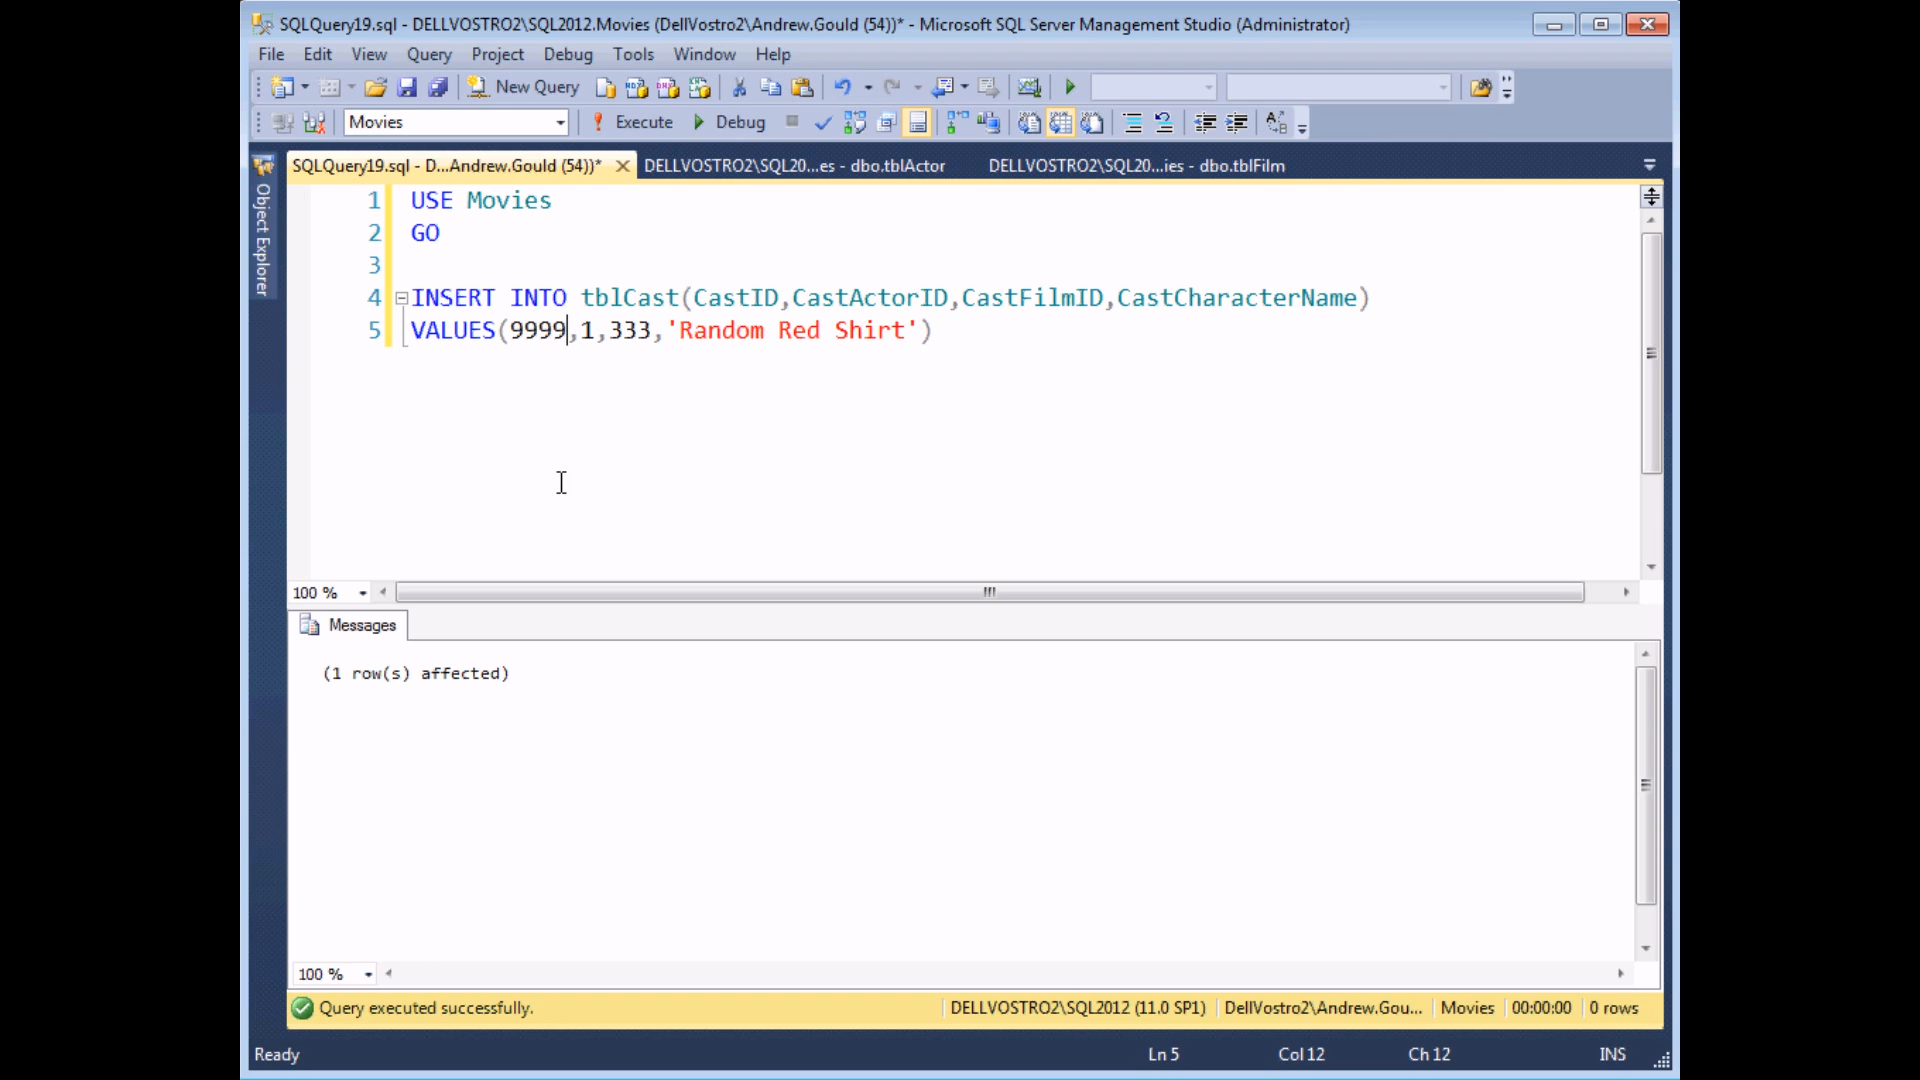 SQLQuery19.sql - DELLVOSTRO2\SQL2012.Movies (DellVostro2\Andrew.Gould (54))* - Microsoft SQL Server Management Studio (Administrator)
File Edit View Query Project Debug Tools Window Help
New Query
Movies Execute Debug
SQLQuery19.sql - D...Andrew.Gould (54))* DELLVOSTRO2\SQL20...es - dbo.tblActor DELLVOSTRO2\SQL20...ies - dbo.tblFilm
Object Explorer
1 USE Movies
2 GO
3
4 INSERT INTO tblCast(CastID,CastActorID,CastFilmID,CastCharacterName)
5 VALUES(9999,1,333,'Random Red Shirt')
100 %
Messages
(1 row(s) affected)
100 %
Query executed successfully. DELLVOSTRO2\SQL2012 (11.0 SP1) DellVostro2\Andrew.Gou... Movies 00:00:00 0 rows
Ready Ln 5 Col 12 Ch 12 INS